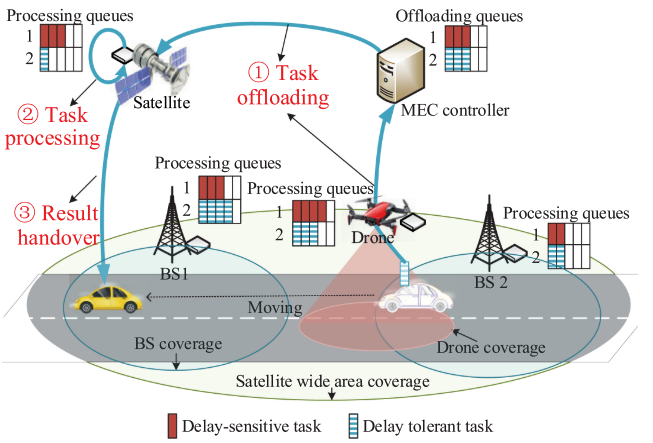 Processing queues
1
2
Satellite
② Task
processing
① Task
offloading
Offloading queues
1
2
MEC controller
③ Result
handover
Processing queues
1
2
BS1
Processing queues
1
2
Drone
Processing queues
1
2
BS 2
Moving
BS coverage
Drone coverage
Satellite wide area coverage
Delay-sensitive task
Delay tolerant task